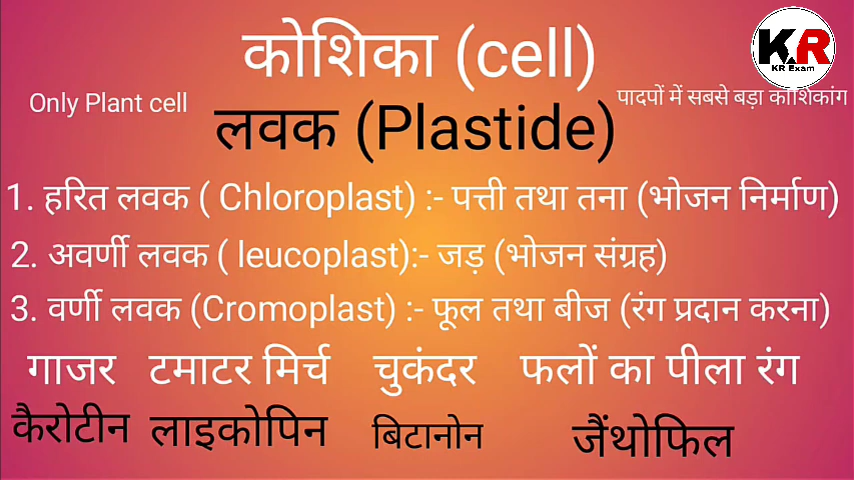 कोशिका (cell)
KR
KR Exam
Only Plant cell
पादपों में सबसे बड़ा कोशिकांग
लवक (Plastide)
1. हरित लवक ( Chloroplast) :- पत्ती तथा तना (भोजन निर्माण)
2. अवर्णी लवक ( leucoplast):- जड़ (भोजन संग्रह)
3. वर्णी लवक (Cromoplast) :- फूल तथा बीज (रंग प्रदान करना)
गाजर टमाटर मिर्च चुकंदर फलों का पीला रंग
कैरोटीन लाइकोपिन बिटानोन जैंथोफिल